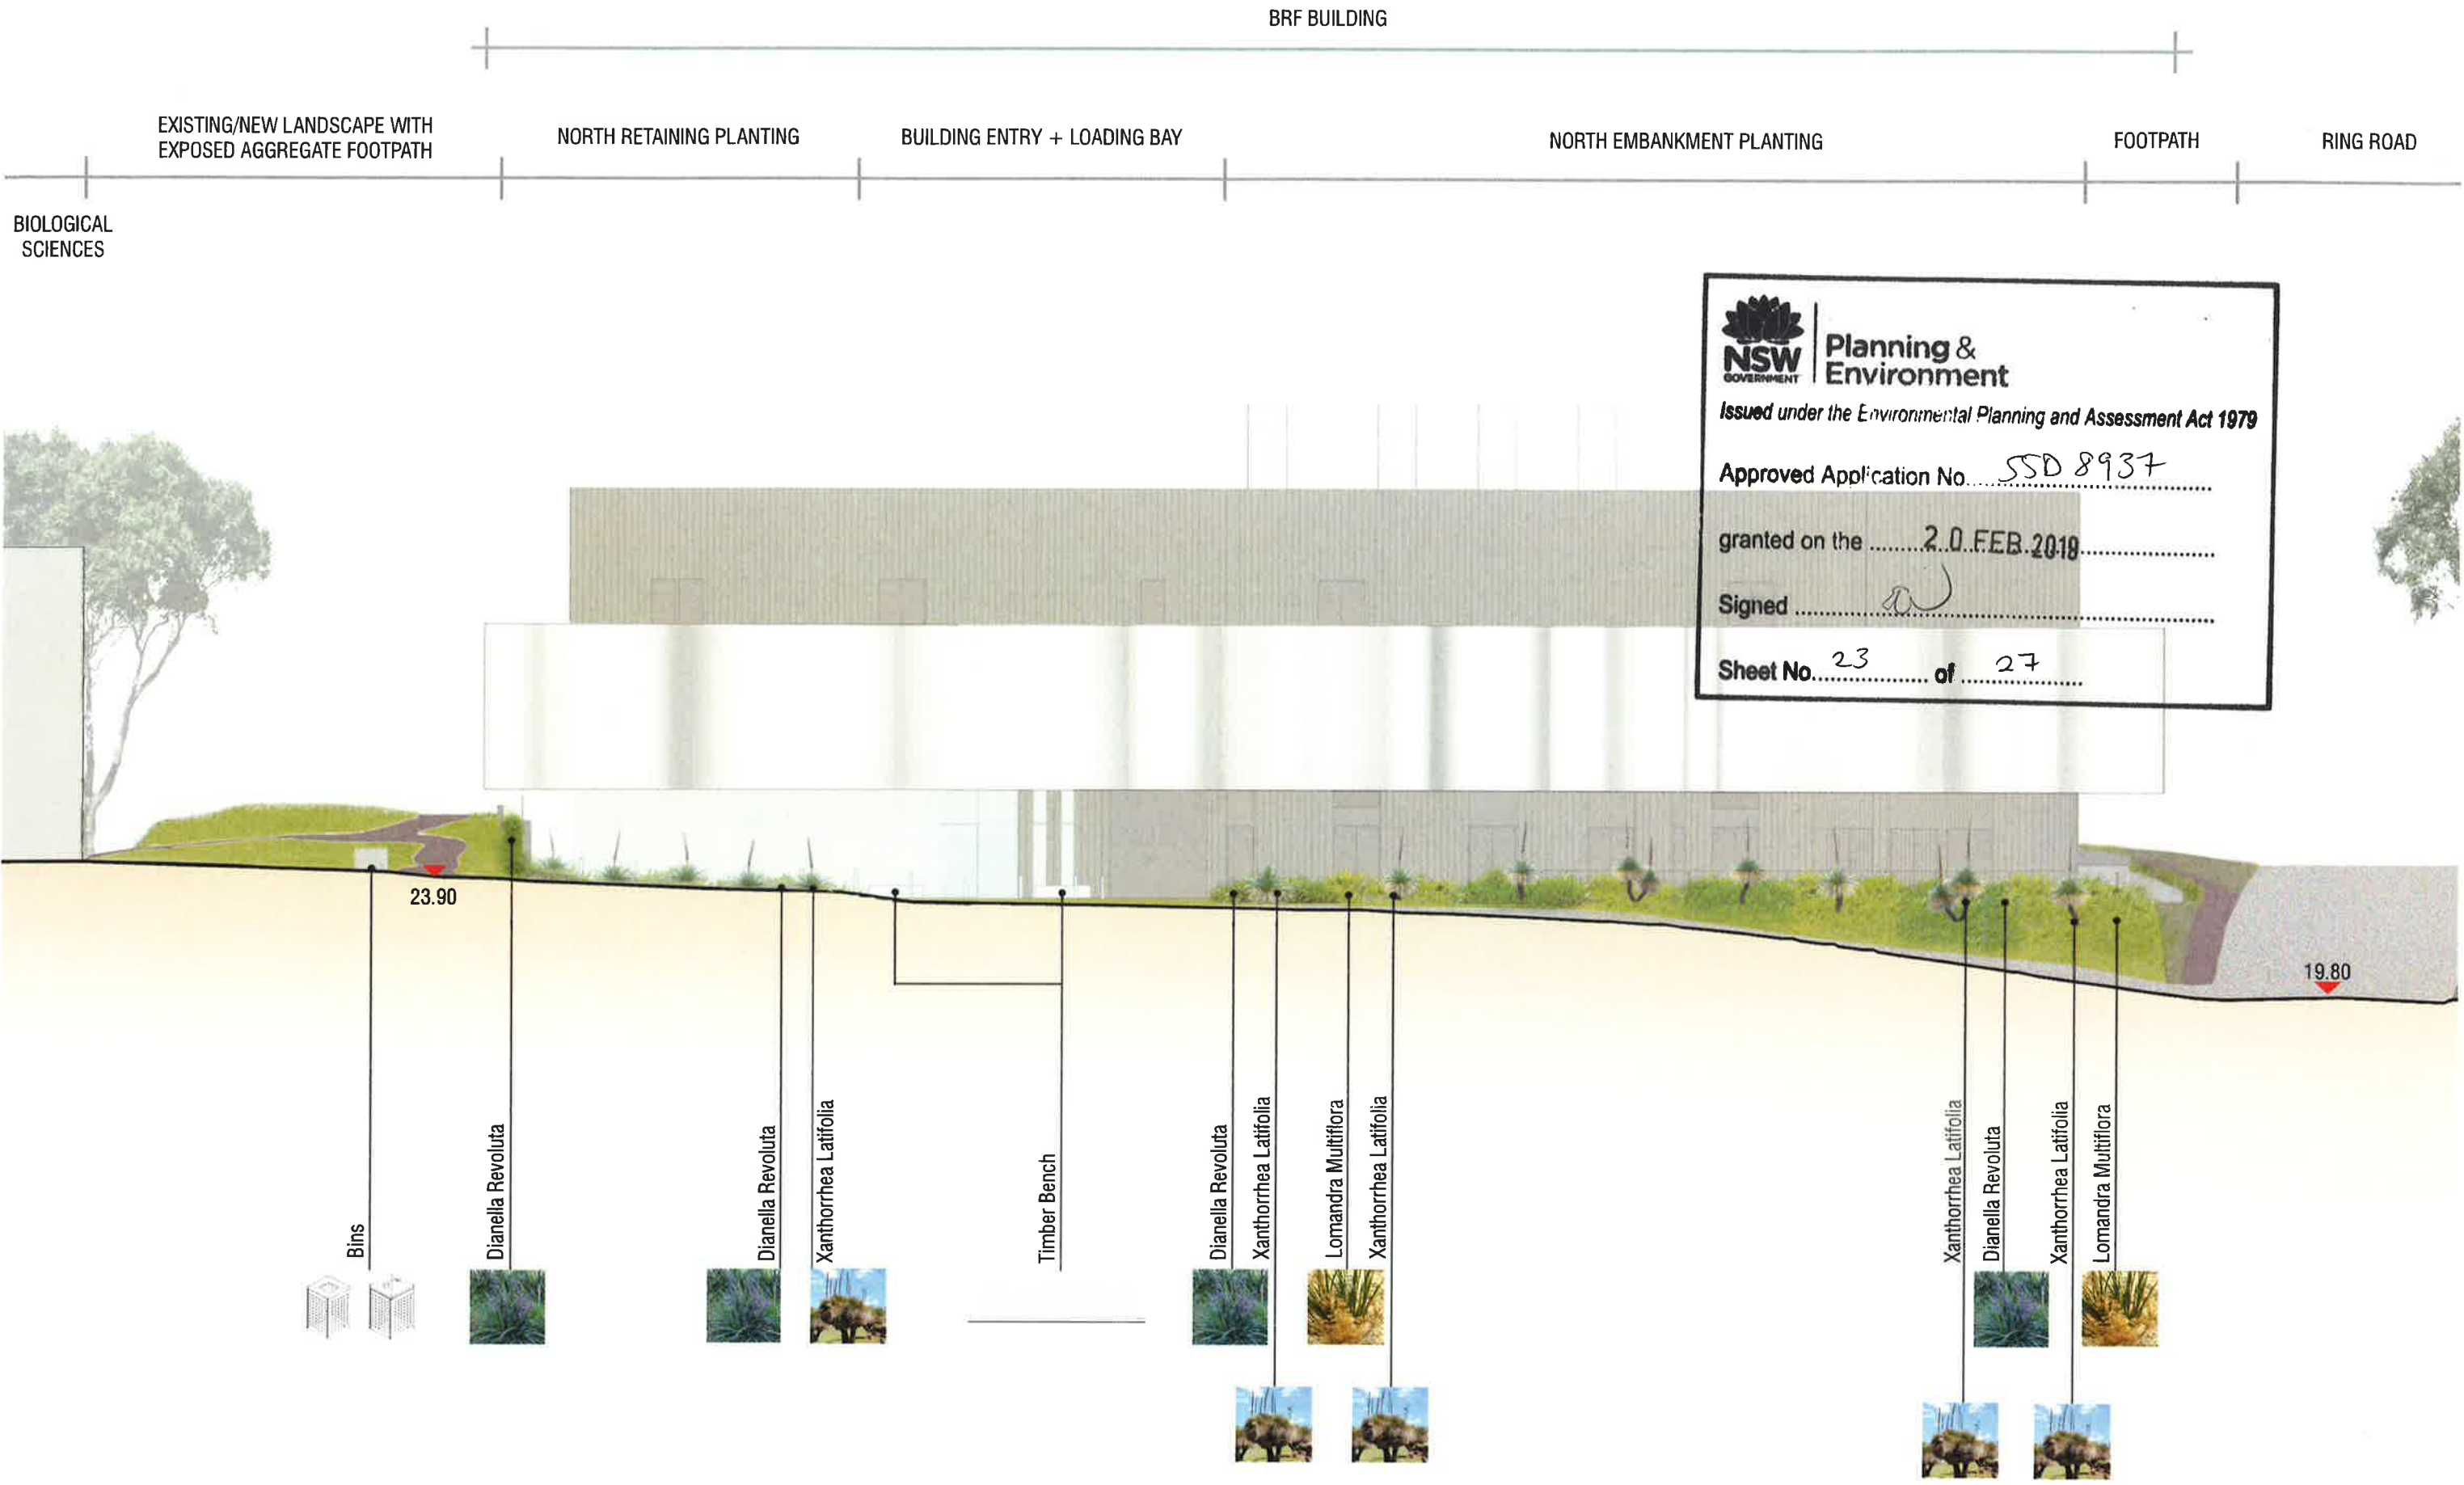 BRF BUILDING
EXISTING/NEW LANDSCAPE WITH
EXPOSED AGGREGATE FOOTPATH
NORTH RETAINING PLANTING
BUILDING ENTRY + LOADING BAY
NORTH EMBANKMENT PLANTING
FOOTPATH
RING ROAD
BIOLOGICAL
SCIENCES
NSW
GOVERNMENT
Planning &
Environment
Issued under the Environmental Planning and Assessment Act 1979
Approved Application No. SSD 8937
granted on the 20 FEB 2019
Signed
Sheet No. 23 of 27
23.90
19.80
Bins
Dianella Revoluta
Dianella Revoluta
Xanthorrhea Latifolia
Timber Bench
Dianella Revoluta
Xanthorrhea Latifolia
Lomandra Multiflora
Xanthorrhea Latifolia
Xanthorrhea Latifolia
Dianella Revoluta
Xanthorrhea Latifolia
Lomandra Multiflora